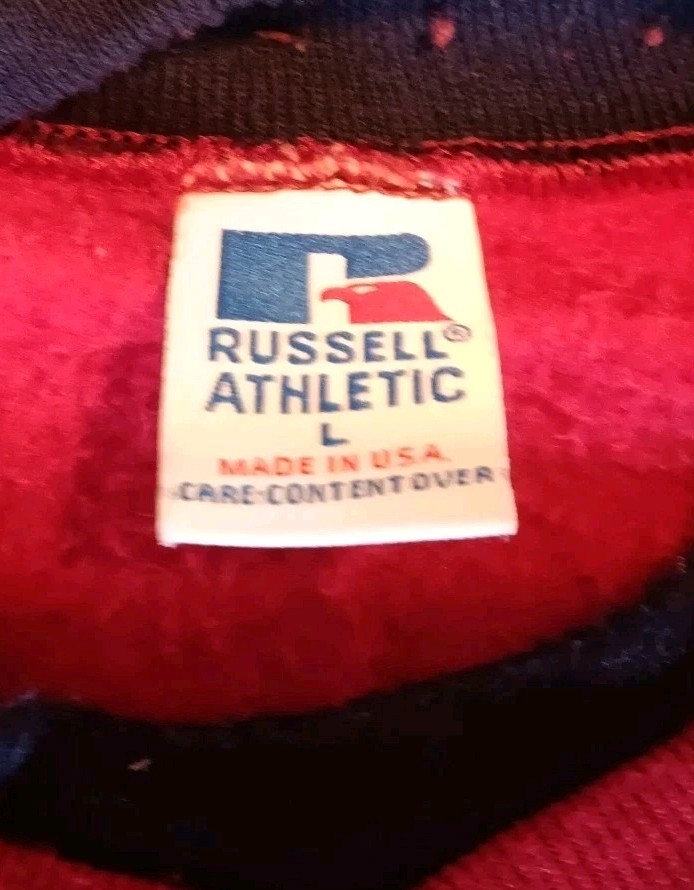 RUSSELL®
ATHLETIC
L
MADE IN U.S.A.
CARE-CONTENT OVER